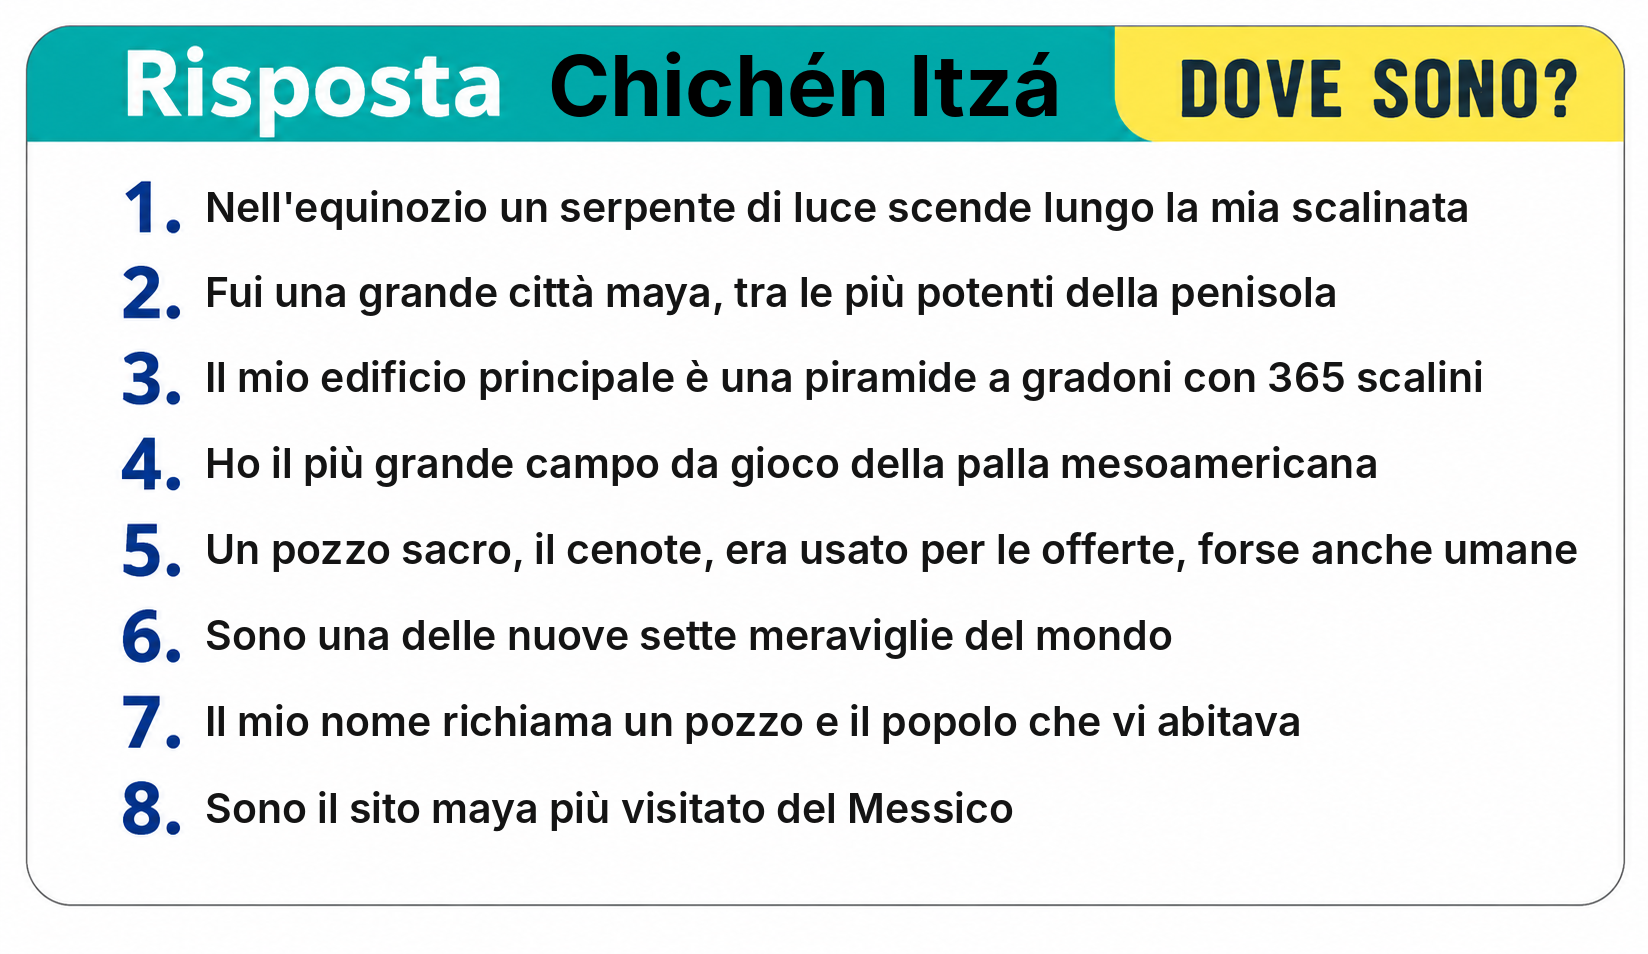 Risposta Chichén Itzá DOVE SONO?
1. Nell'equinozio un serpente di luce scende lungo la mia scalinata
2. Fui una grande città maya, tra le più potenti della penisola
3. Il mio edificio principale è una piramide a gradoni con 365 scalini
4. Ho il più grande campo da gioco della palla mesoamericana
5. Un pozzo sacro, il cenote, era usato per le offerte, forse anche umane
6. Sono una delle nuove sette meraviglie del mondo
7. Il mio nome richiama un pozzo e il popolo che vi abitava
8. Sono il sito maya più visitato del Messico